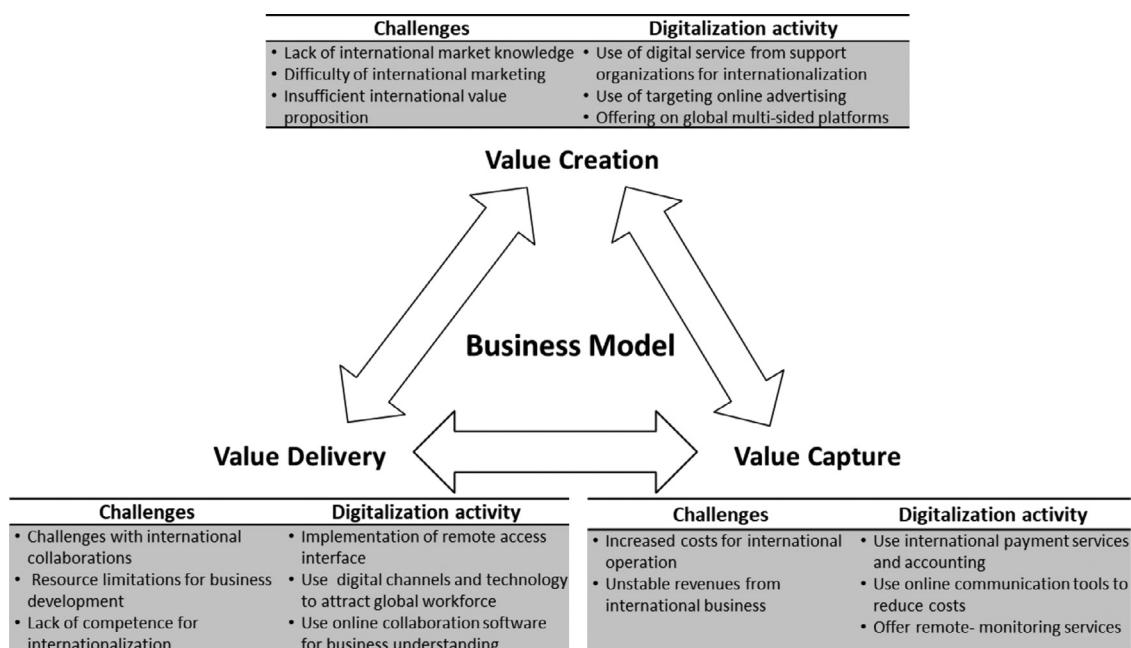 Challenges Digitalization activity
• Lack of international market knowledge
• Difficulty of international marketing
• Insufficient international value
proposition
• Use of digital service from support
organizations for internationalization
• Use of targeting online advertising
• Offering on global multi-sided platforms
Value Creation
Business Model
Value Delivery
Value Capture
Challenges Digitalization activity
• Challenges with international
collaborations
• Resource limitations for business
development
• Lack of competence for
internationalization
• Implementation of remote access
interface
• Use digital channels and technology
to attract global workforce
• Use online collaboration software
for business understanding
Challenges Digitalization activity
• Increased costs for international
operation
• Unstable revenues from
international business
• Use international payment services
and accounting
• Use online communication tools to
reduce costs
• Offer remote- monitoring services